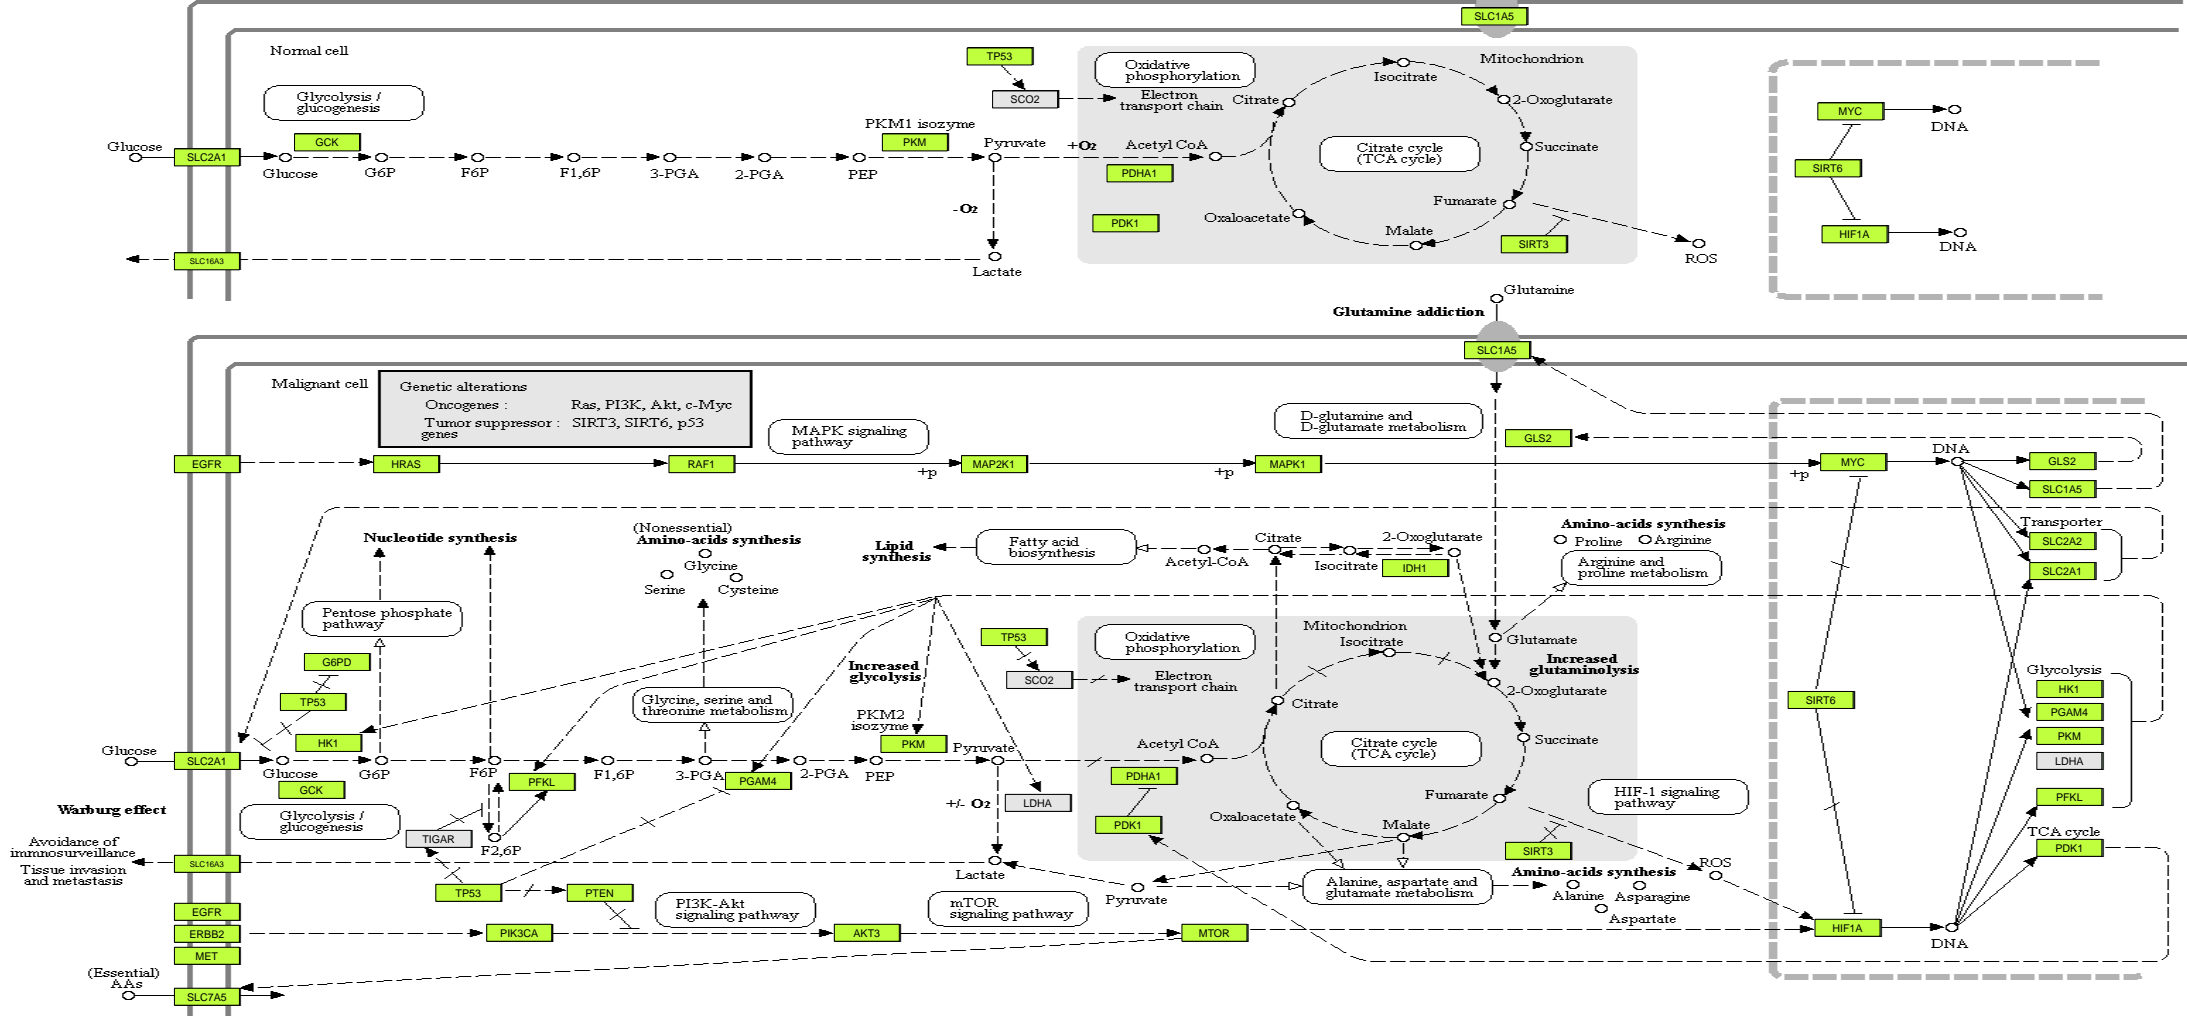 SLC1A5
Normal cell
TP53
Oxidative
phosphorylation
Mitochondrion
Isocitrate
Glycolysis /
glucogenesis
SCO2
Electron
transport chain
Citrate
2-Oxoglutarate
MYC
DNA
PKM1 isozyme
GCK
PKM
Glucose
SLC2A1
Glucose
G6P
F6P
F1,6P
3-PGA
2-PGA
PEP
Pyruvate
+O2
Acetyl CoA
PDHA1
Citrate cycle
(TCA cycle)
Succinate
SIRT6
Fumarate
-O2
PDK1
Oxaloacetate
Malate
SIRT3
HIF1A
DNA
SLC16A3
Lactate
ROS
Glutamine
Glutamine addiction
SLC1A5
Malignant cell
Genetic alterations
Oncogenes : Ras, PI3K, Akt, c-Myc
Tumor suppressor : SIRT3, SIRT6, p53
genes
MAPK signaling
pathway
D-glutamine and
D-glutamate metabolism
GLS2
EGFR
HRAS
RAF1
+p
MAP2K1
+p
MAPK1
+p
MYC
DNA
GLS2
SLC1A5
Nucleotide synthesis
(Nonessential)
Amino-acids synthesis
Glycine
Serine
Cysteine
Lipid
synthesis
Fatty acid
biosynthesis
Acetyl-CoA
Citrate
Isocitrate
2-Oxoglutarate
IDH1
Amino-acids synthesis
Proline
Arginine
Arginine and
proline metabolism
Transporter
SLC2A2
SLC2A1
Pentose phosphate
pathway
G6PD
TP53
HK1
Increased
glycolysis
TP53
SCO2
Oxidative
phosphorylation
Electron
transport chain
Mitochondrion
Isocitrate
Glutamate
Increased
glutaminolysis
2-Oxoglutarate
Citrate
Glycine, serine and
threonine metabolism
PKM2
isozyme
PKM
SIRT6
Glycolysis
HK1
PGAM4
PKM
LDHA
PFKL
Glucose
SLC2A1
Glucose
GCK
G6P
F6P
PFKL
F1,6P
3-PGA
PGAM4
2-PGA
PEP
Pyruvate
Acetyl CoA
PDHA1
Citrate cycle
(TCA cycle)
Succinate
Fumarate
HIF-1 signaling
pathway
Warburg effect
Glycolysis /
glucogenesis
TIGAR
F2,6P
+/- O2
LDHA
PDK1
Oxaloacetate
Malate
SIRT3
TCA cycle
PDK1
Avoidance of
immnosurveillance
Tissue invasion
and metastasis
SLC16A3
Lactate
Pyruvate
Alanine, aspartate and
glutamate metabolism
Amino-acids synthesis
Alanine
Asparagine
Aspartate
ROS
TP53
PTEN
PI3K-Akt
signaling pathway
mTOR
signaling pathway
EGFR
ERBB2
MET
PIK3CA
AKT3
MTOR
HIF1A
DNA
(Essential)
AAs
SLC7A5